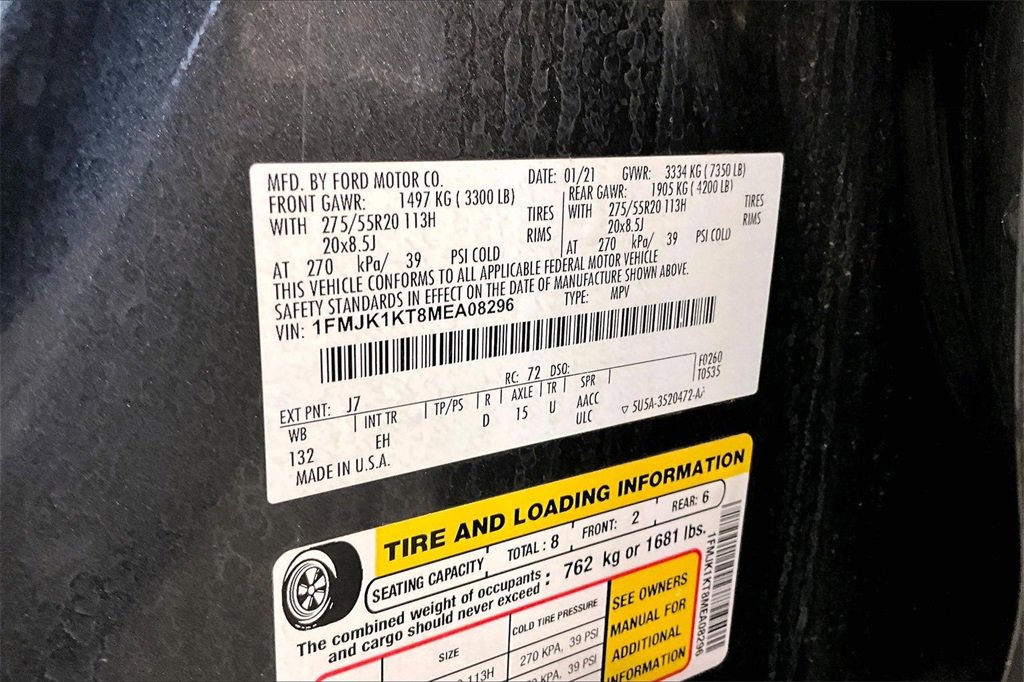 MFD. BY FORD MOTOR CO.
DATE: 01/21 GVWR: 3334 KG ( 7350 LB)
FRONT GAWR: 1497 KG ( 3300 LB)
REAR GAWR: 1905 KG ( 4200 LB)
WITH 275/55R20 113H TIRES
20x8.5J RIMS
AT 270 kPa/ 39 PSI COLD
WITH 275/55R20 113H TIRES
20x8.5J RIMS
AT 270 kPa/ 39 PSI COLD
THIS VEHICLE CONFORMS TO ALL APPLICABLE FEDERAL MOTOR VEHICLE
SAFETY STANDARDS IN EFFECT ON THE DATE OF MANUFACTURE SHOWN ABOVE.
VIN: 1FMJK1KT8MEA08296 TYPE: MPV
EXT PNT: J7 RC: 72 DSO: F0260
T0535
WB INT TR TP/PS R AXLE TR SPR
132 EH D 15 U AACC
ULC
5U5A-3520472-AA
MADE IN U.S.A.
TIRE AND LOADING INFORMATION
SEATING CAPACITY TOTAL: 8 FRONT: 2 REAR: 6
The combined weight of occupants
and cargo should never exceed : 762 kg or 1681 lbs.
SIZE COLD TIRE PRESSURE
113H 270 KPA, 39 PSI
KPA, 39 PSI
SEE OWNERS
MANUAL FOR
ADDITIONAL
INFORMATION
1FMJK1KT8MEA08296